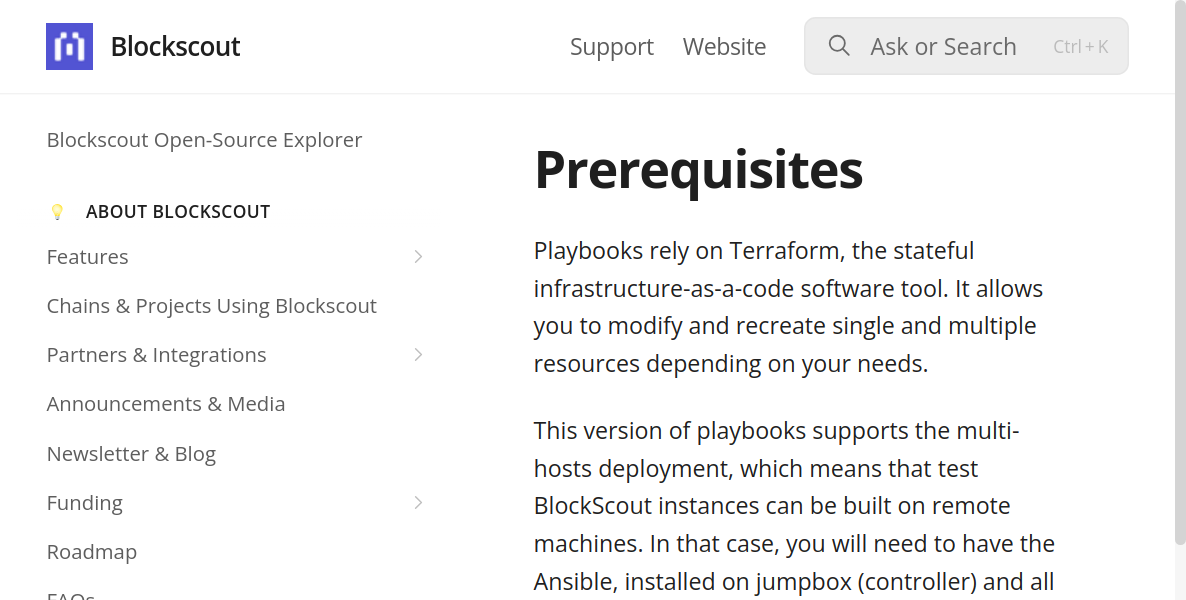 Blockscout
Support
Website
Ask or Search
Ctrl + K
Blockscout Open-Source Explorer
ABOUT BLOCKSCOUT
Features
Chains & Projects Using Blockscout
Partners & Integrations
Announcements & Media
Newsletter & Blog
Funding
Roadmap
FAQs
Prerequisites
Playbooks rely on Terraform, the stateful
infrastructure-as-a-code software tool. It allows
you to modify and recreate single and multiple
resources depending on your needs.
This version of playbooks supports the multi-
hosts deployment, which means that test
BlockScout instances can be built on remote
machines. In that case, you will need to have the
Ansible, installed on jumpbox (controller) and all